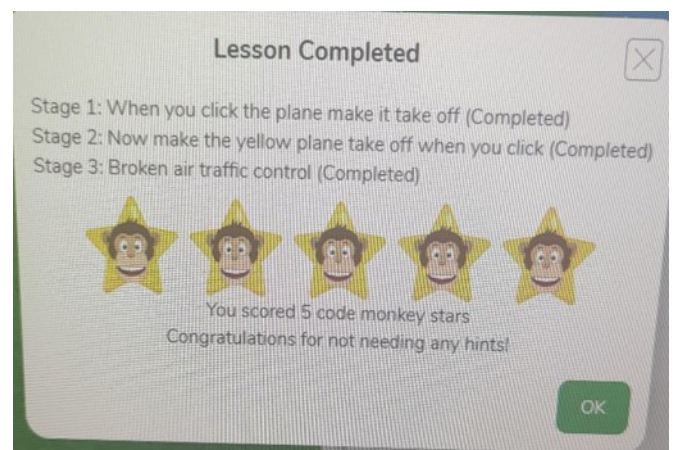 Lesson Completed
Stage 1: When you click the plane make it take off (Completed)
Stage 2: Now make the yellow plane take off when you click (Completed)
Stage 3: Broken air traffic control (Completed)
You scored 5 code monkey stars
Congratulations for not needing any hints!
OK